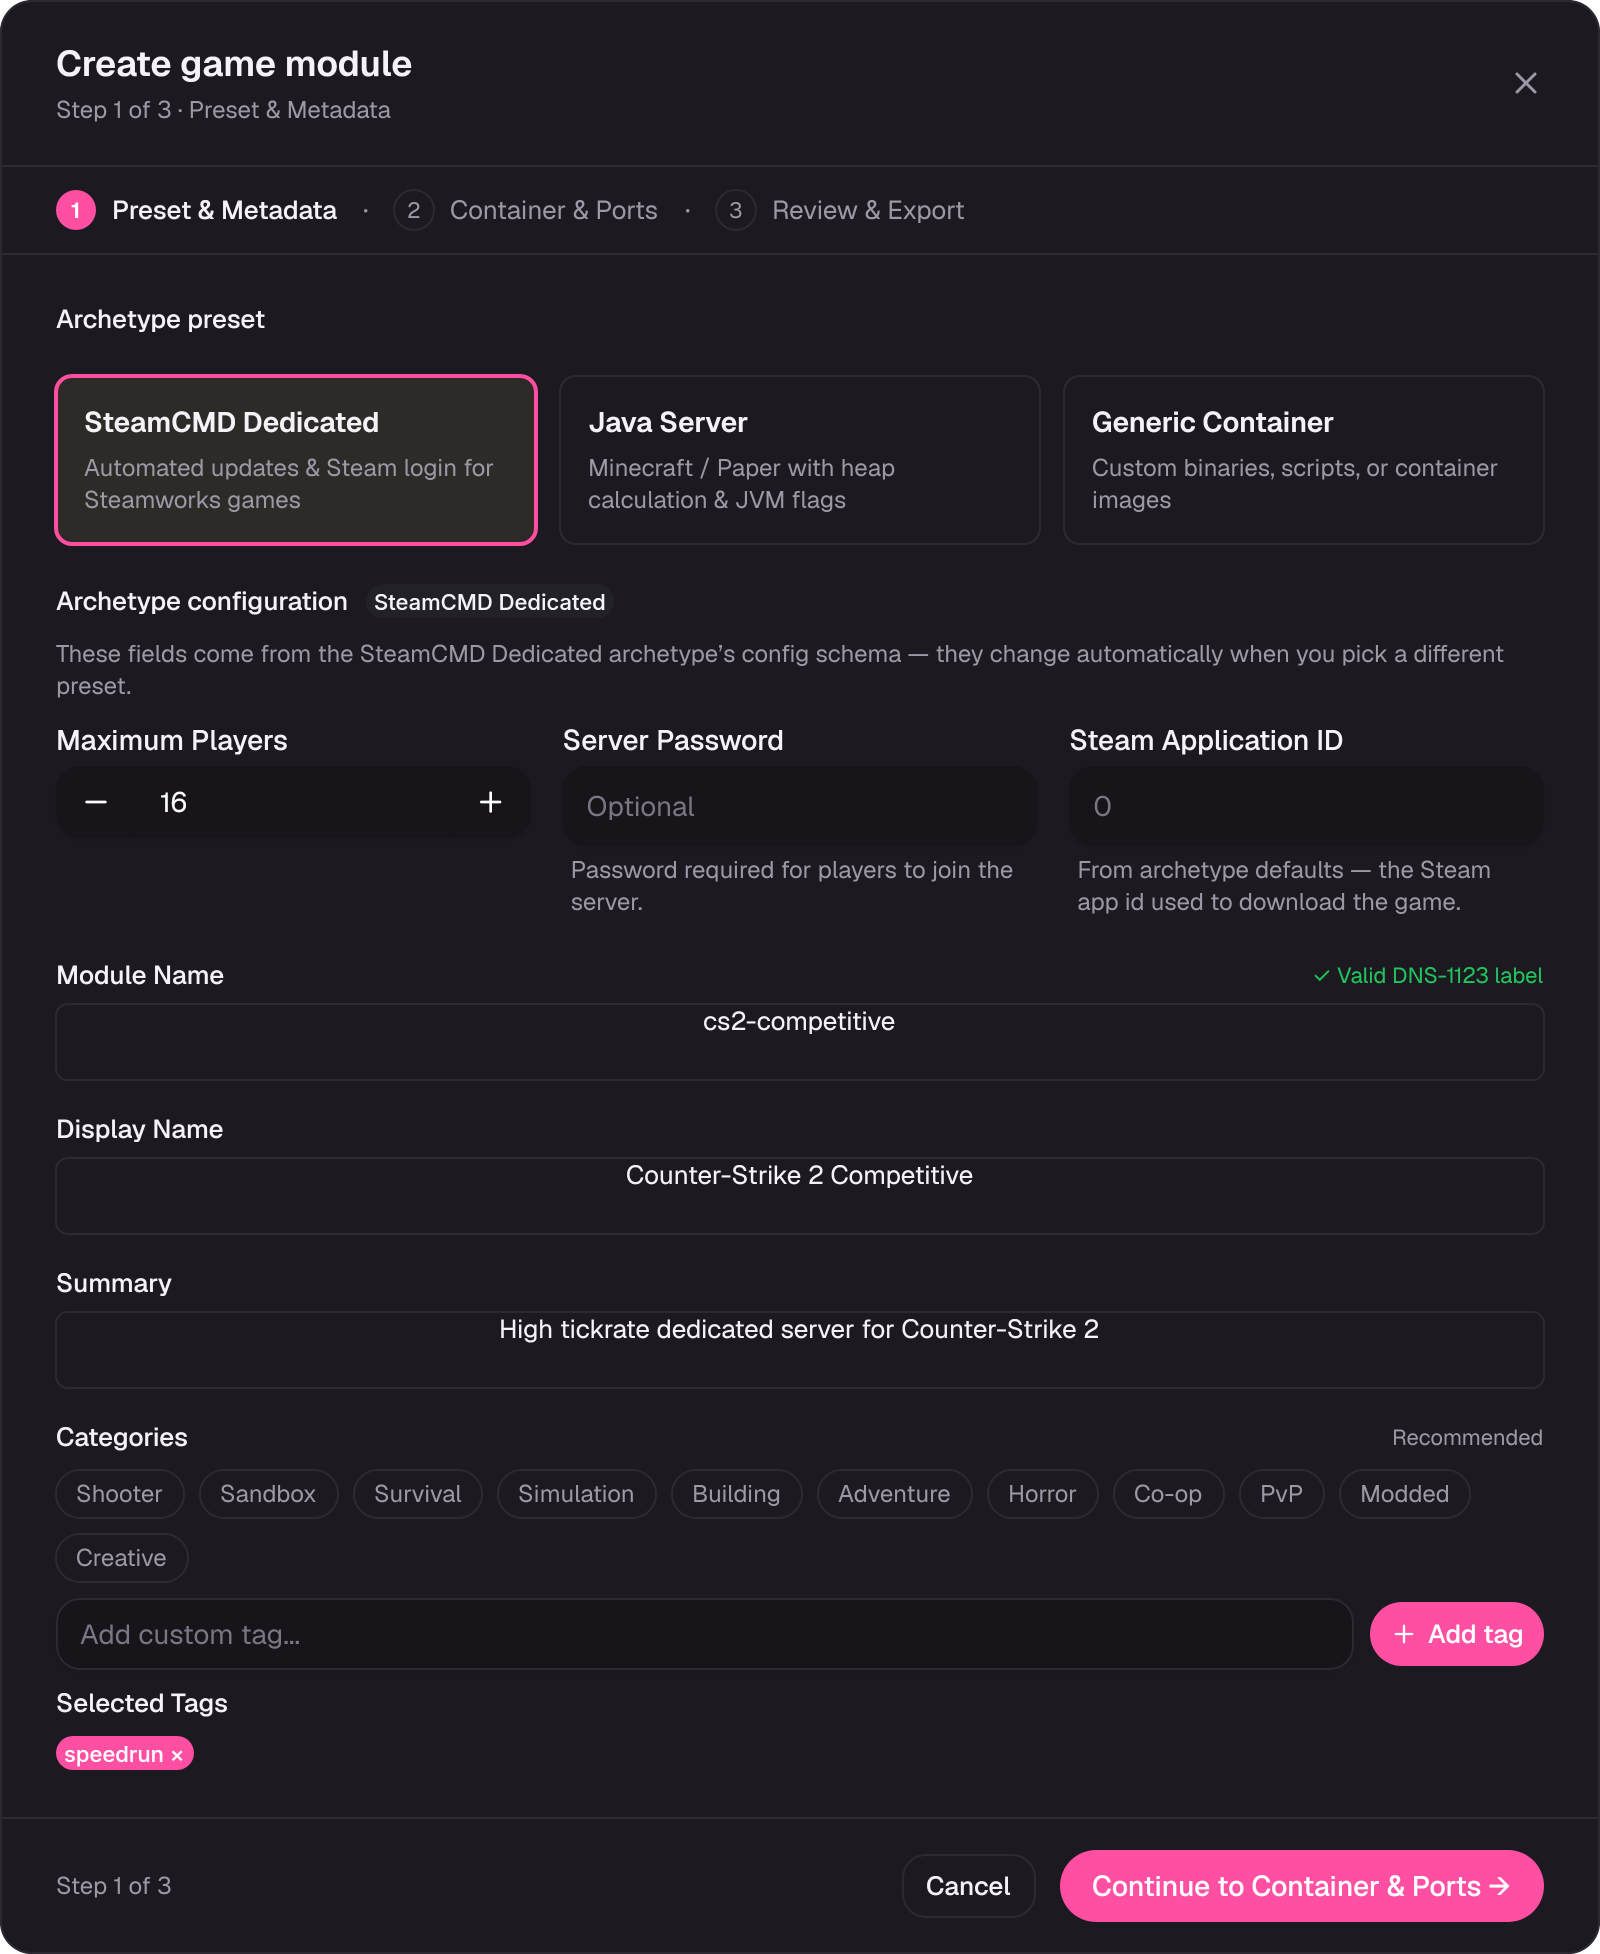 Create game module
Step 1 of 3 · Preset & Metadata
1 Preset & Metadata · 2 Container & Ports · 3 Review & Export
Archetype preset
SteamCMD Dedicated
Automated updates & Steam login for
Steamworks games
Java Server
Minecraft / Paper with heap
calculation & JVM flags
Generic Container
Custom binaries, scripts, or container
images
Archetype configuration SteamCMD Dedicated
These fields come from the SteamCMD Dedicated archetype’s config schema — they change automatically when you pick a different
preset.
Maximum Players
16
Server Password
Optional
Password required for players to join the
server.
Steam Application ID
0
From archetype defaults — the Steam
app id used to download the game.
Module Name
✓ Valid DNS-1123 label
cs2-competitive
Display Name
Counter-Strike 2 Competitive
Summary
High tickrate dedicated server for Counter-Strike 2
Categories
Recommended
Shooter Sandbox Survival Simulation Building Adventure Horror Co-op PvP Modded
Creative
Add custom tag...
+ Add tag
Selected Tags
speedrun ×
Step 1 of 3
Cancel
Continue to Container & Ports →